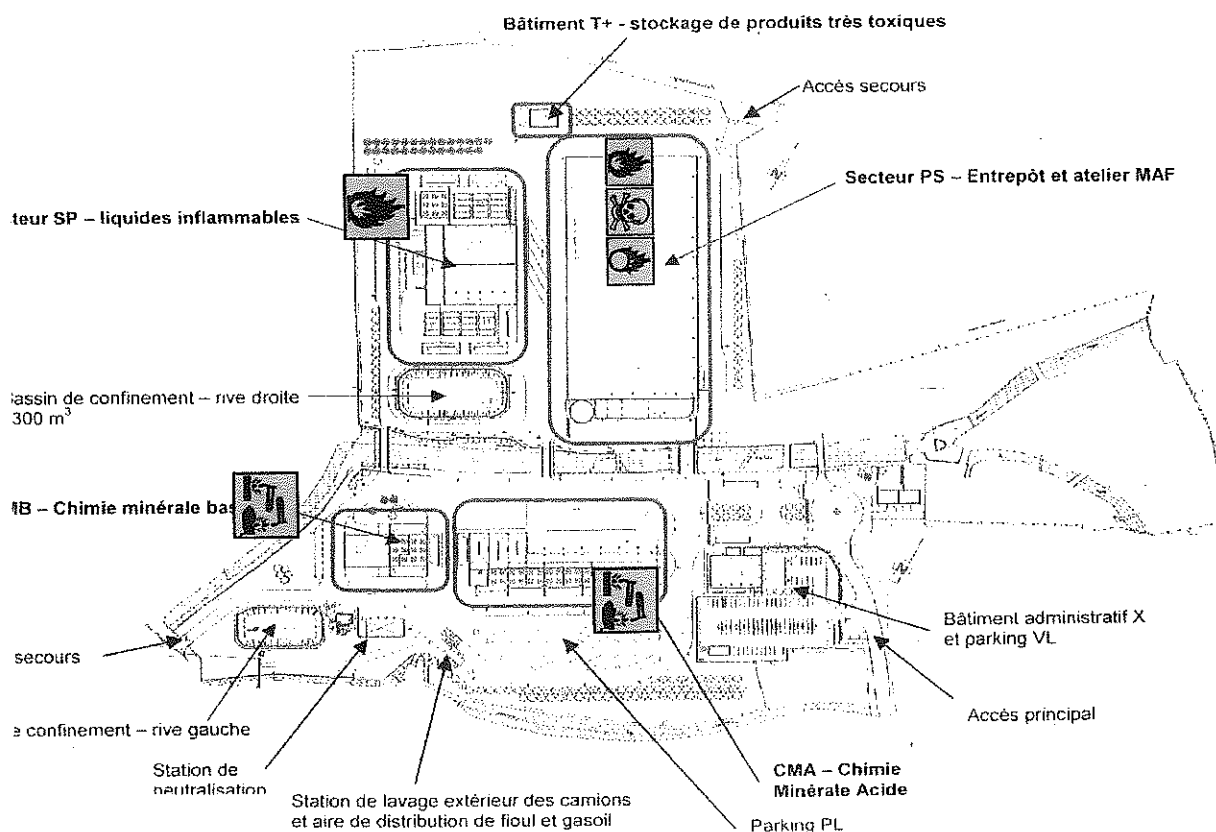 Bâtiment T+ - stockage de produits très toxiques
Accès secours
Secteur PS – Entrepôt et atelier MAF
teur SP – liquides inflammables
assin de confinement – rive droite
300 m³
MB – Chimie minérale bas
Bâtiment administratif X
et parking VL
secours
Accès principal
e confinement – rive gauche
Station de
neutralisation
CMA – Chimie
Minérale Acide
Station de lavage extérieur des camions
et aire de distribution de fioul et gasoil
Parking PL